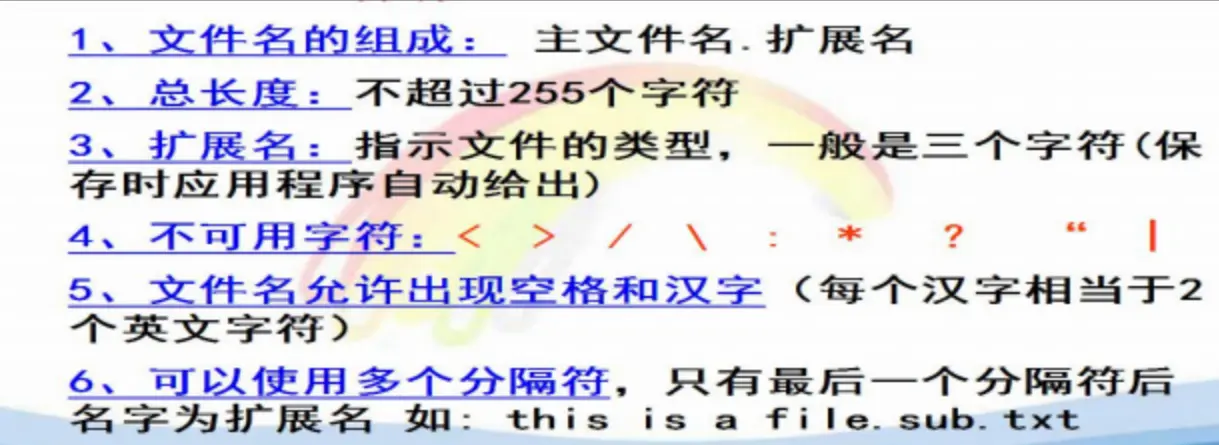 1、文件名的组成： 主文件名.扩展名
2、总长度：不超过255个字符
3、扩展名：指示文件的类型，一般是三个字符(保
存时应用程序自动给出)
4、不可用字符：< > / \ : * ? “ |
5、文件名允许出现空格和汉字（每个汉字相当于2
个英文字符）
6、可以使用多个分隔符，只有最后一个分隔符后
名字为扩展名 如: this is a file.sub.txt